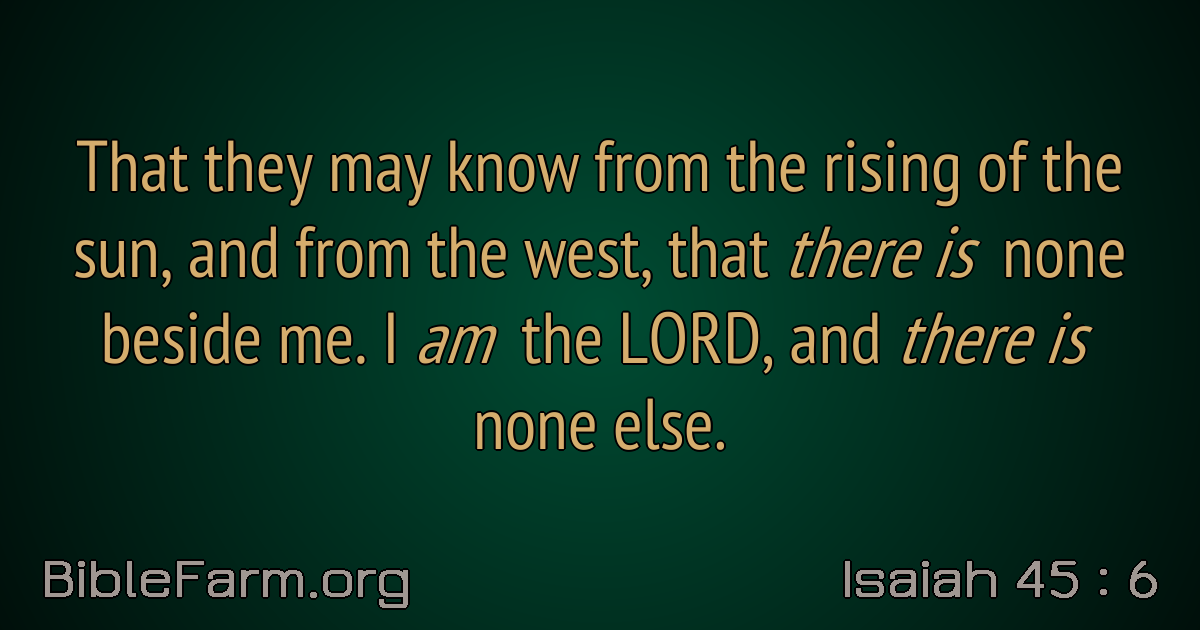 That they may know from the rising of the
sun, and from the west, that there is none
beside me. I am the LORD, and there is
none else.
BibleFarm.org
Isaiah 45 : 6